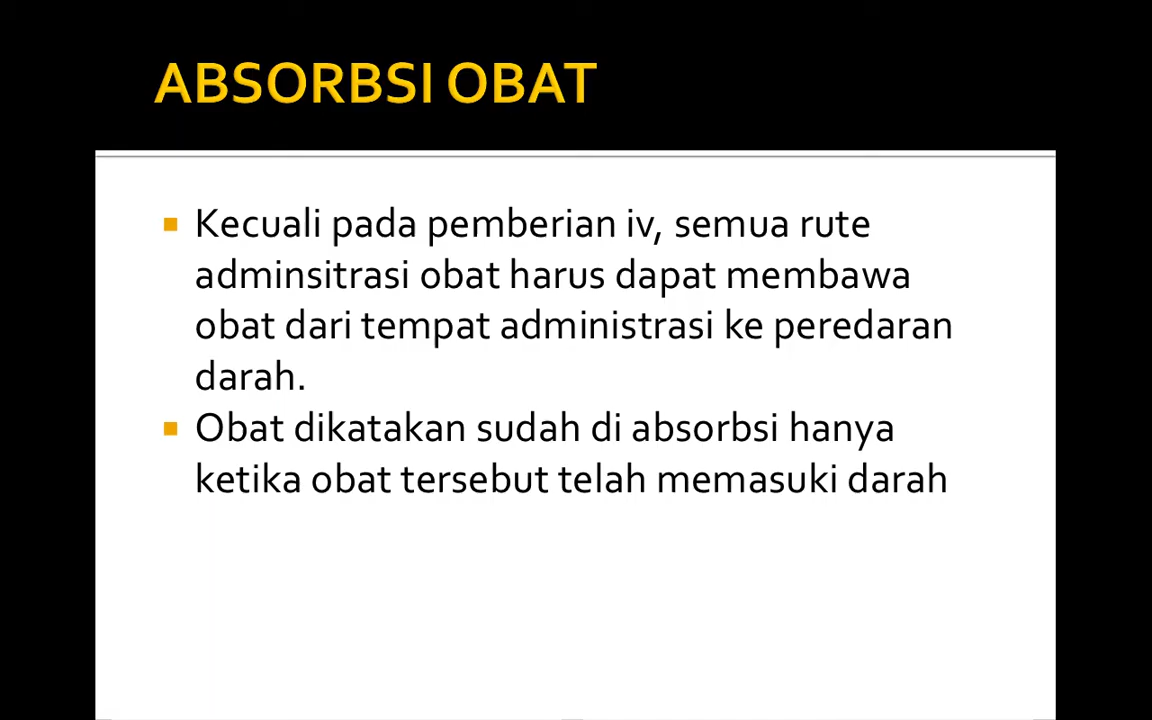 ABSORBSI OBAT
Kecuali pada pemberian iv, semua rute
adminsitrasi obat harus dapat membawa
obat dari tempat administrasi ke peredaran
darah.
Obat dikatakan sudah di absorbsi hanya
ketika obat tersebut telah memasuki darah